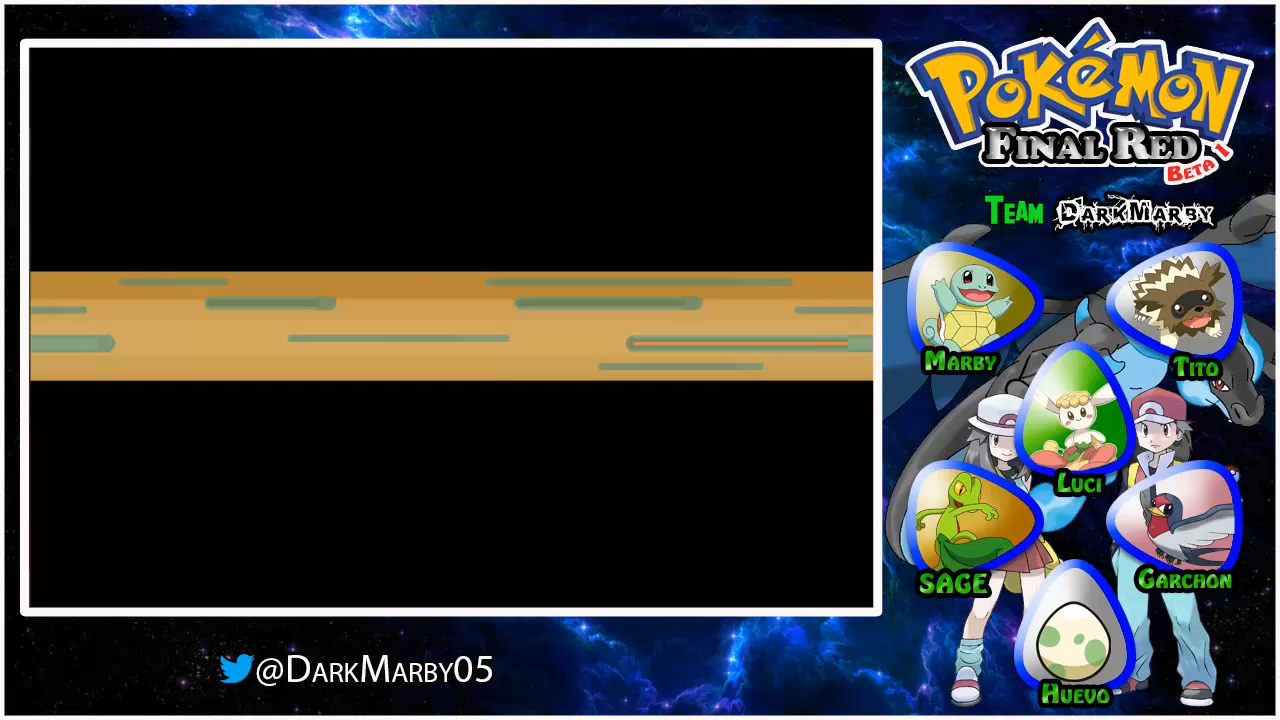 POKÉMON
FINAL RED
BETA 1
TEAM DARKMARBY
MARBY
TITO
LUCI
SAGE
GARCHON
HUEVO
@DARKMARBY05